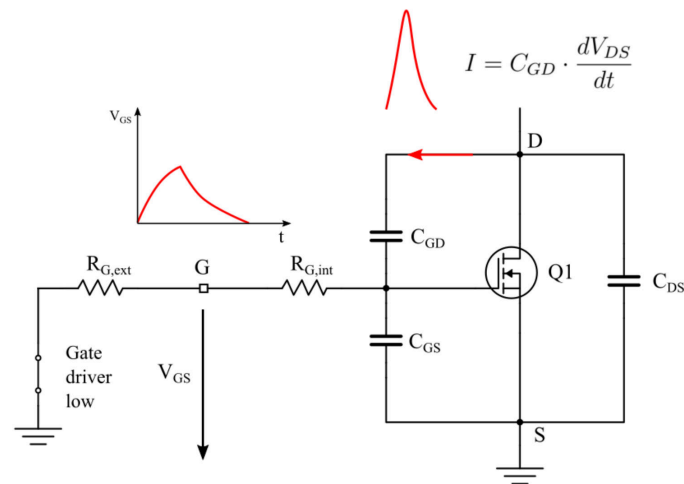 I = C_GD · dV_DS/dt
V_GS
t
D
C_GD
R_G,ext
G
R_G,int
Q1
C_DS
C_GS
Gate
driver
low
V_GS
S